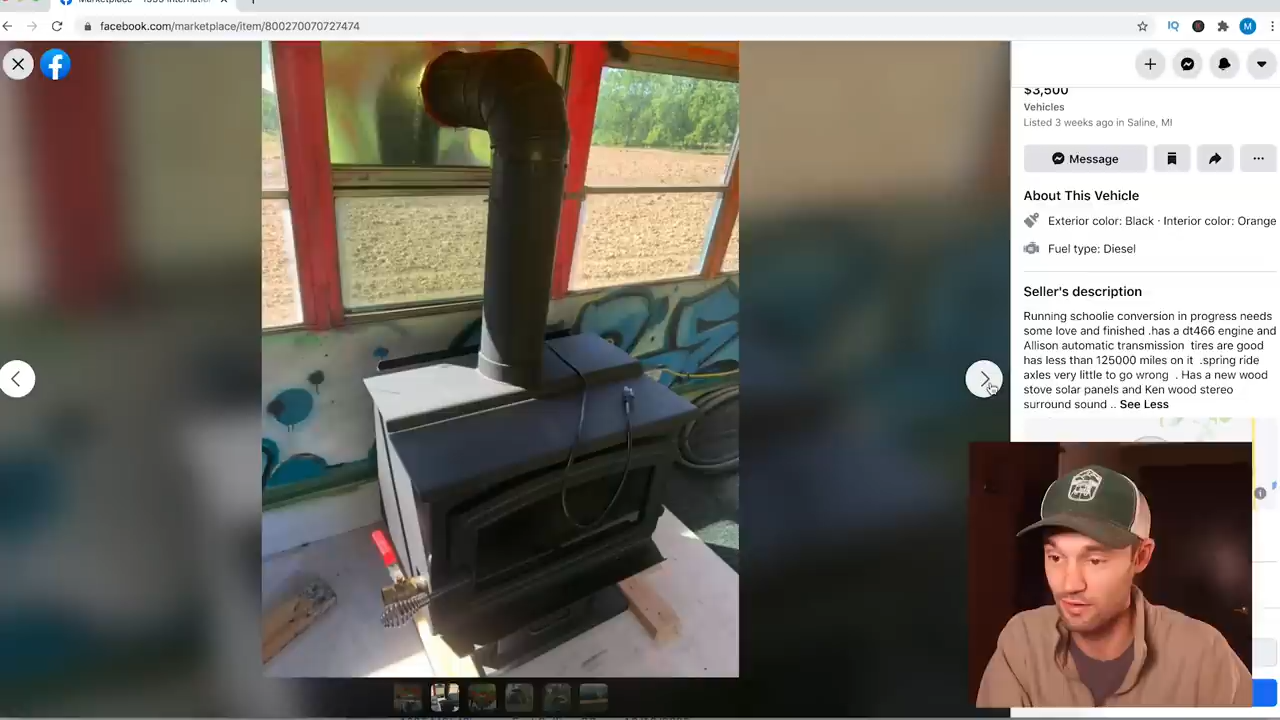 Marketplace - 1995 Internati
facebook.com/marketplace/item/800270070727474
IQ
M
$3,500
Vehicles
Listed 3 weeks ago in Saline, MI
Message
About This Vehicle
Exterior color: Black · Interior color: Orange
Fuel type: Diesel
Seller's description
Running schoolie conversion in progress needs
some love and finished .has a dt466 engine and
Allison automatic transmission tires are good
has less than 125000 miles on it .spring ride
axles very little to go wrong . Has a new wood
stove solar panels and Ken wood stereo
surround sound .. See Less